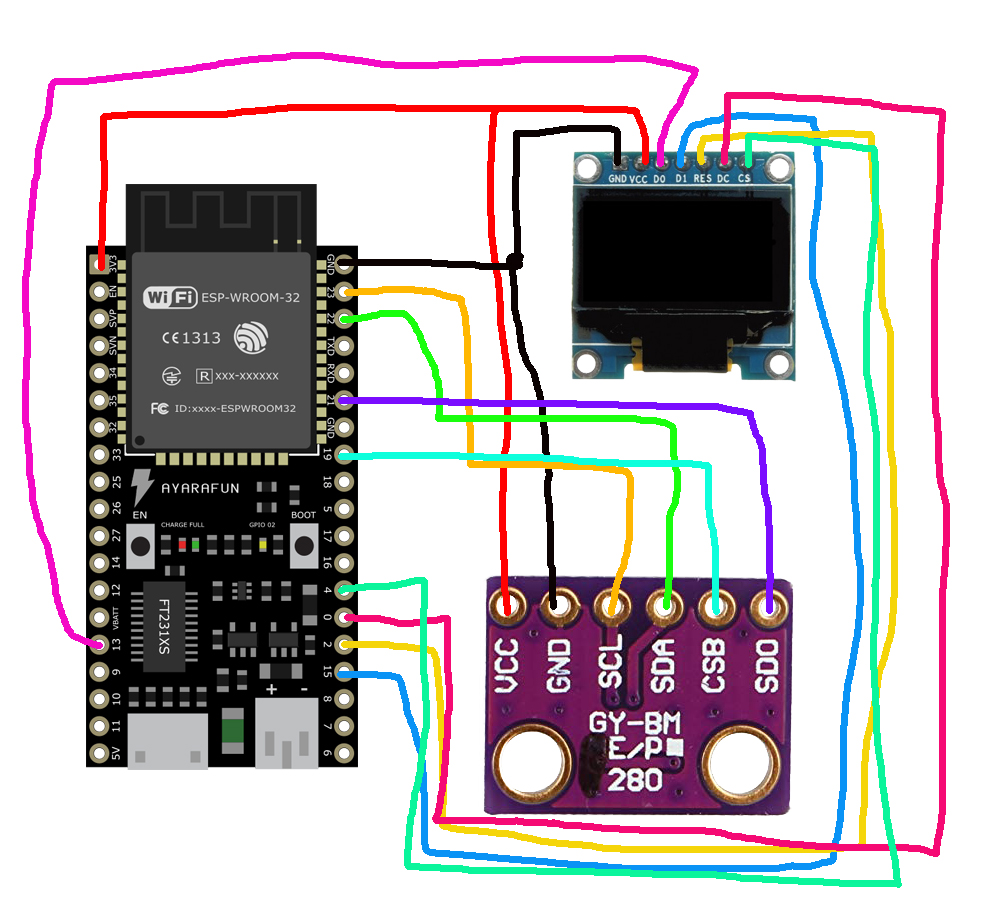 GND VCC D0 D1 RES DC CS
3V3
EN
SVP
SVN
34
35
32
33
25
26
27
14
12
VBATT
13
9
10
11
5V
GND
23
22
TXD
RXD
21
GND
19
18
5
17
16
4
0
2
15
8
7
6
WiFi ESP-WROOM-32
CE1313
R xxx-xxxxxx
FC ID:xxxx-ESPWROOM32
AYARAFUN
EN
BOOT
CHARGE FULL
GPIO 02
FT231XS
+ -
VCC
GND
SCL
SDA
CSB
SDO
GY-BM
E/P
280